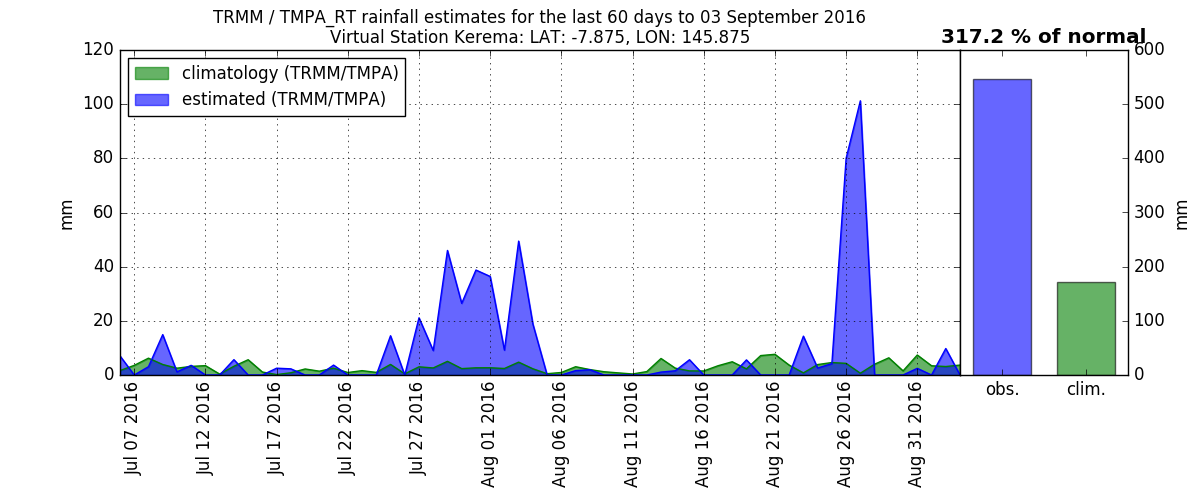 TRMM / TMPA_RT rainfall estimates for the last 60 days to 03 September 2016
Virtual Station Kerema: LAT: -7.875, LON: 145.875
317.2 % of normal
climatology (TRMM/TMPA)
estimated (TRMM/TMPA)
120
100
80
60
40
20
0
mm
Jul 07 2016
Jul 12 2016
Jul 17 2016
Jul 22 2016
Jul 27 2016
Aug 01 2016
Aug 06 2016
Aug 11 2016
Aug 16 2016
Aug 21 2016
Aug 26 2016
Aug 31 2016
600
500
400
300
200
100
0
mm
obs.
clim.